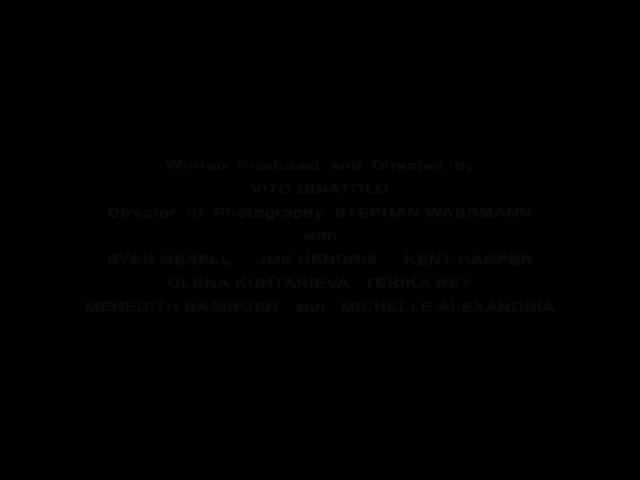 Written Produced and Directed by
VITO DINATOLO
Director of Photography STEPHAN WASSMANN
with
RYAN GESELL JOE HENDRIX KENT HARPER
OLENA KUHTARIEVA TERIKA REY
MEREDITH BASINGER and MICHELLE ALEXANDRIA